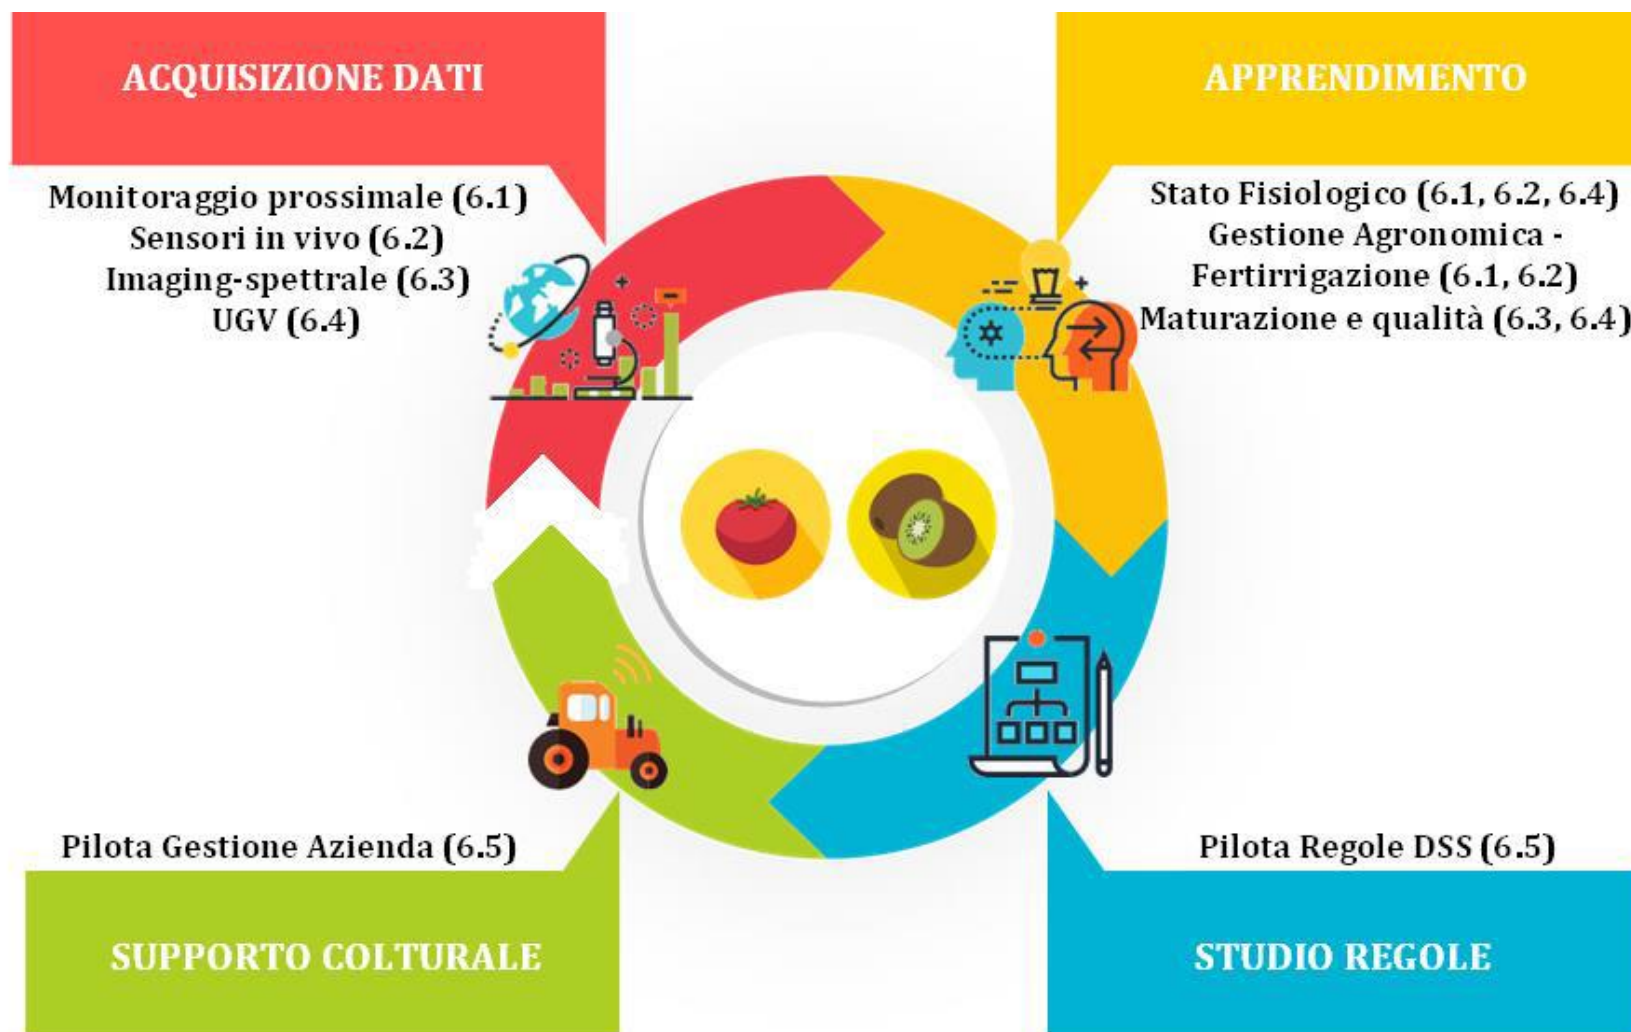 ACQUISIZIONE DATI
Monitoraggio prossimale (6.1)
Sensori in vivo (6.2)
Imaging-spettrale (6.3)
UGV (6.4)
APPRENDIMENTO
Stato Fisiologico (6.1, 6.2, 6.4)
Gestione Agronomica -
Fertirrigazione (6.1, 6.2)
Maturazione e qualità (6.3, 6.4)
Pilota Gestione Azienda (6.5)
SUPPORTO COLTURALE
Pilota Regole DSS (6.5)
STUDIO REGOLE